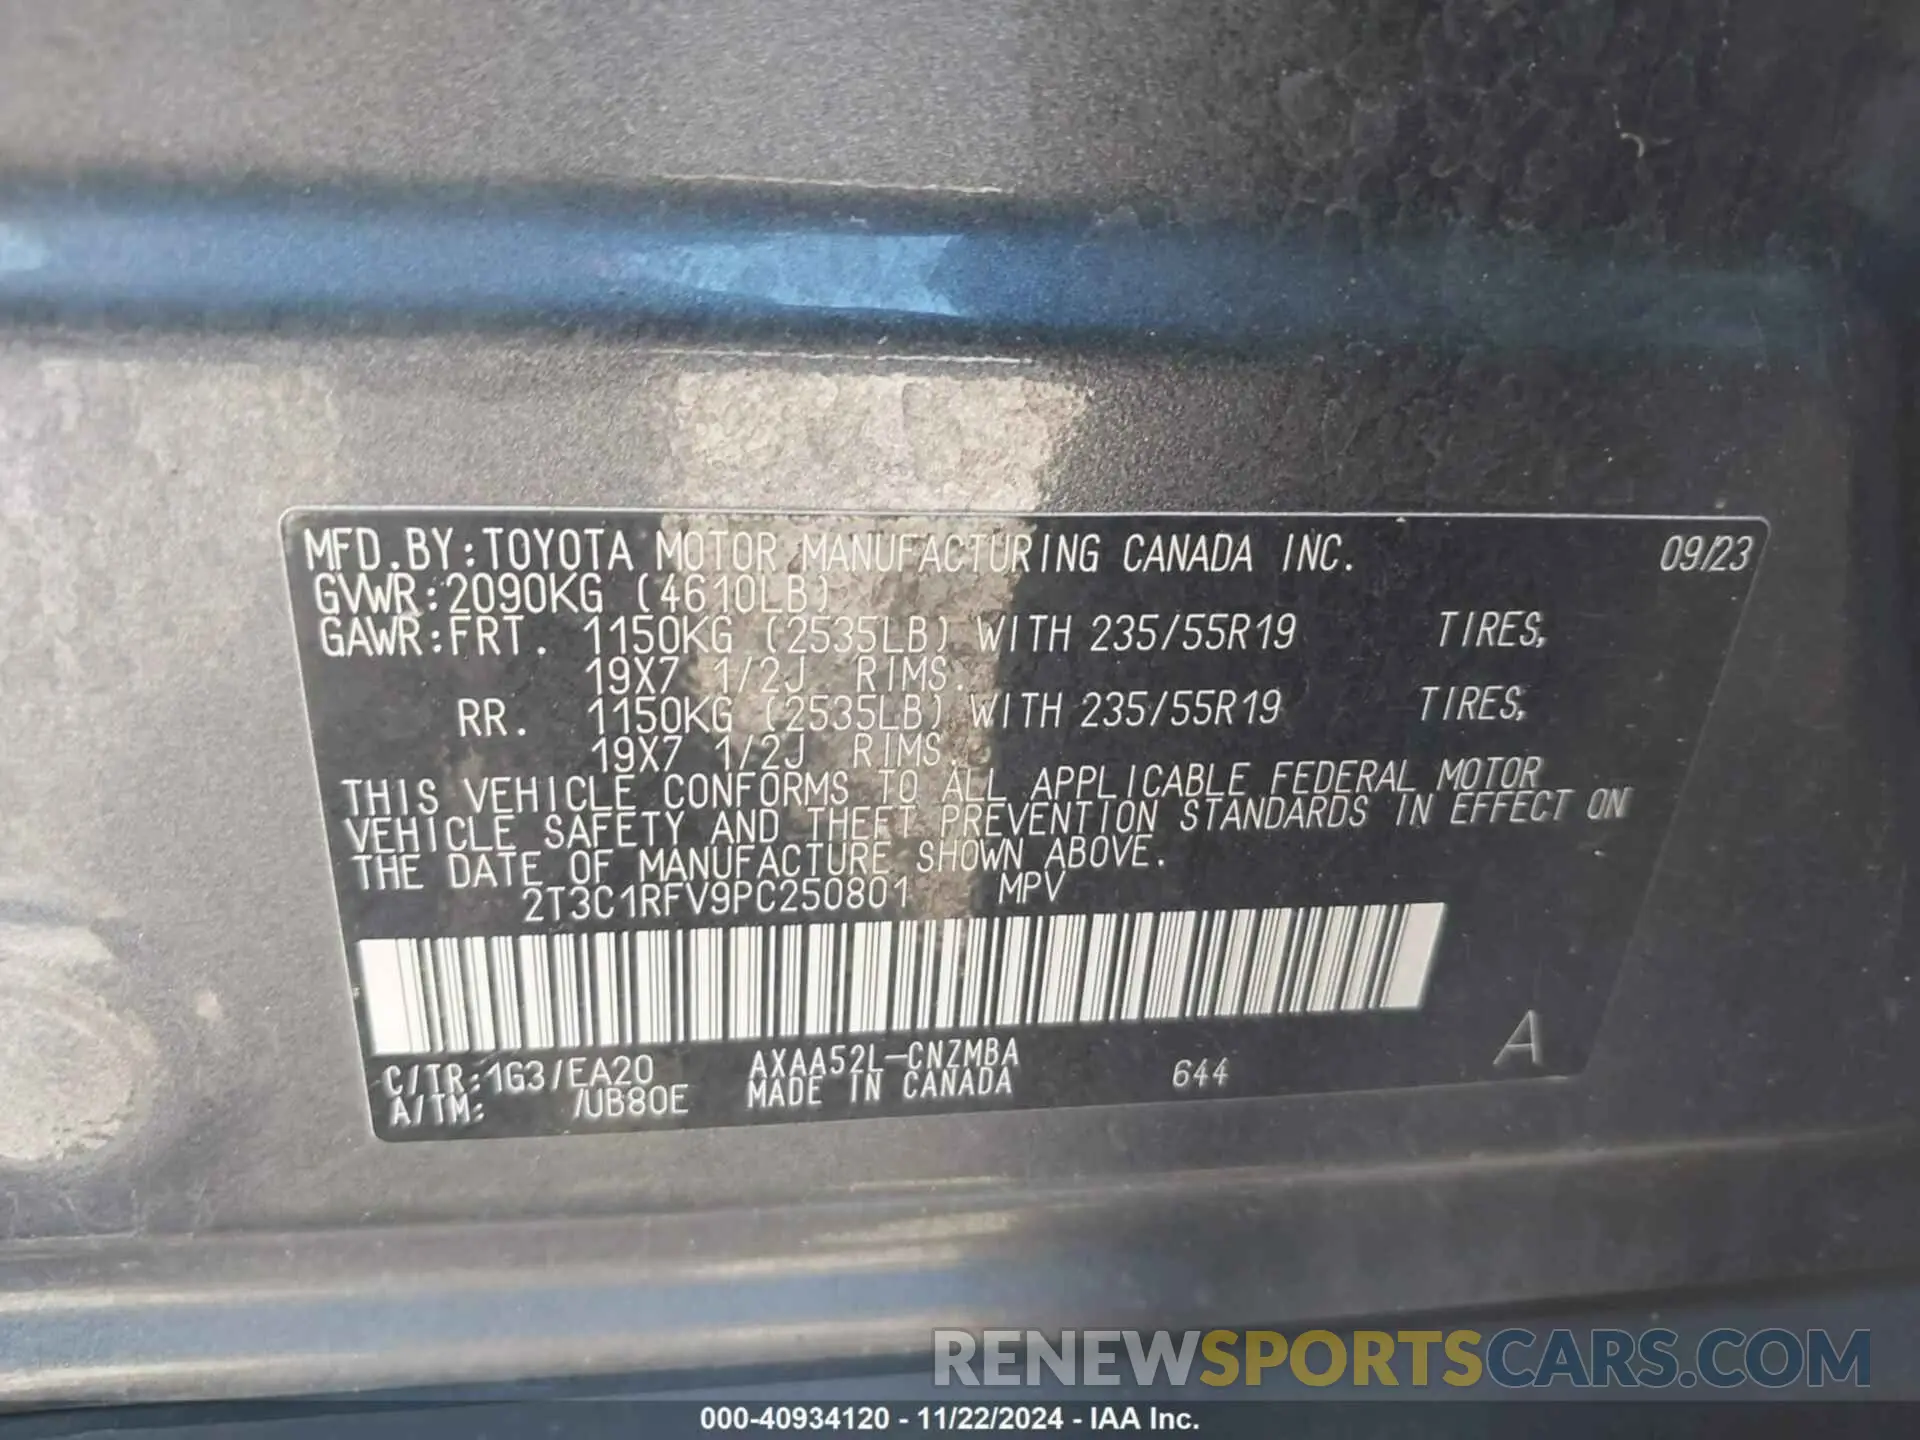 MFD.BY:TOYOTA MOTOR MANUFACTURING CANADA INC. 09/23
GVWR:2090KG (4610LB)
GAWR:FRT. 1150KG (2535LB) WITH 235/55R19 TIRES,
19X7 1/2J RIMS.
RR. 1150KG (2535LB) WITH 235/55R19 TIRES,
19X7 1/2J RIMS.
THIS VEHICLE CONFORMS TO ALL APPLICABLE FEDERAL MOTOR
VEHICLE SAFETY AND THEFT PREVENTION STANDARDS IN EFFECT ON
THE DATE OF MANUFACTURE SHOWN ABOVE.
2T3C1RFV9PC250801 MPV
C/TR:1G3/EA20 AXAA52L-CNZMBA 644 A
A/TM: /UB80E MADE IN CANADA
RENEWSPORTSCARS.COM
000-40934120 - 11/22/2024 - IAA Inc.